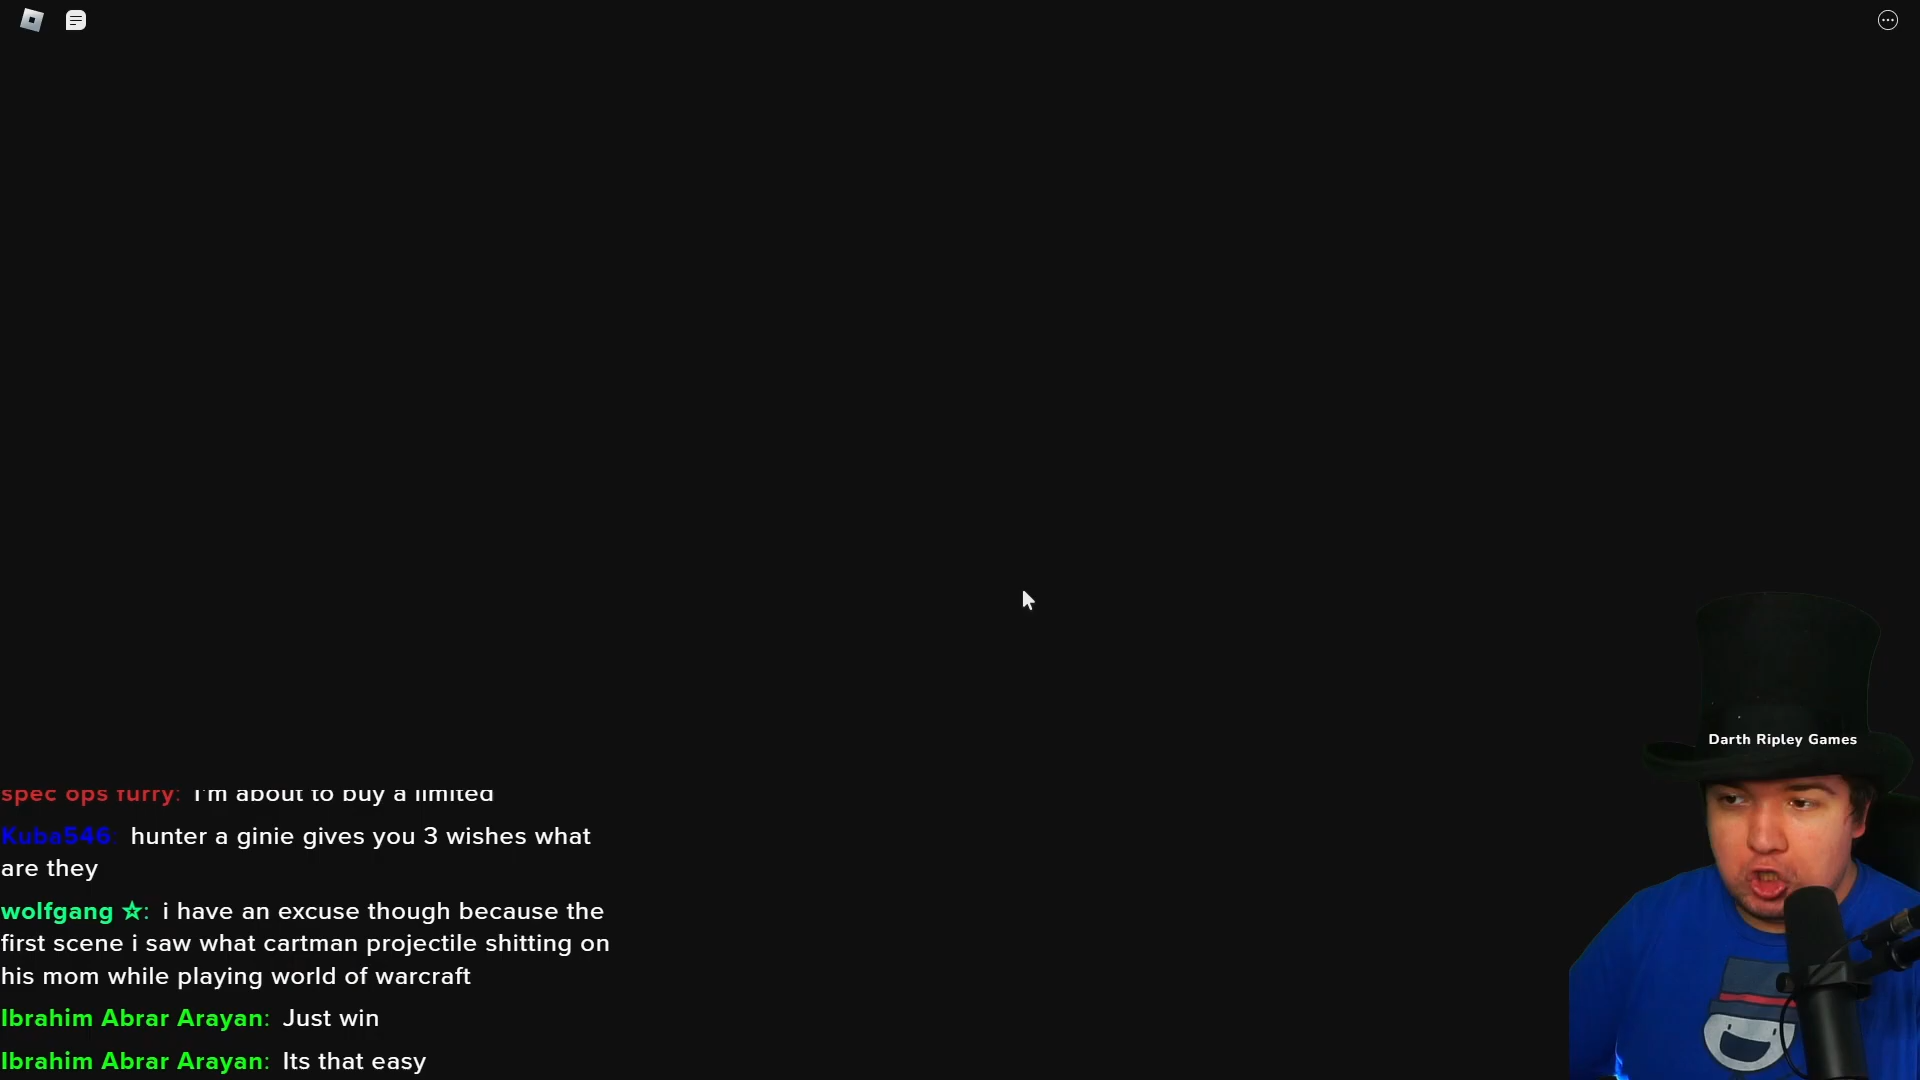 spec ops furry: I'm about to buy a limited
Kuba546: hunter a ginie gives you 3 wishes what
are they
wolfgang ☆: i have an excuse though because the
first scene i saw what cartman projectile shitting on
his mom while playing world of warcraft
Ibrahim Abrar Arayan: Just win
Ibrahim Abrar Arayan: Its that easy
Darth Ripley Games